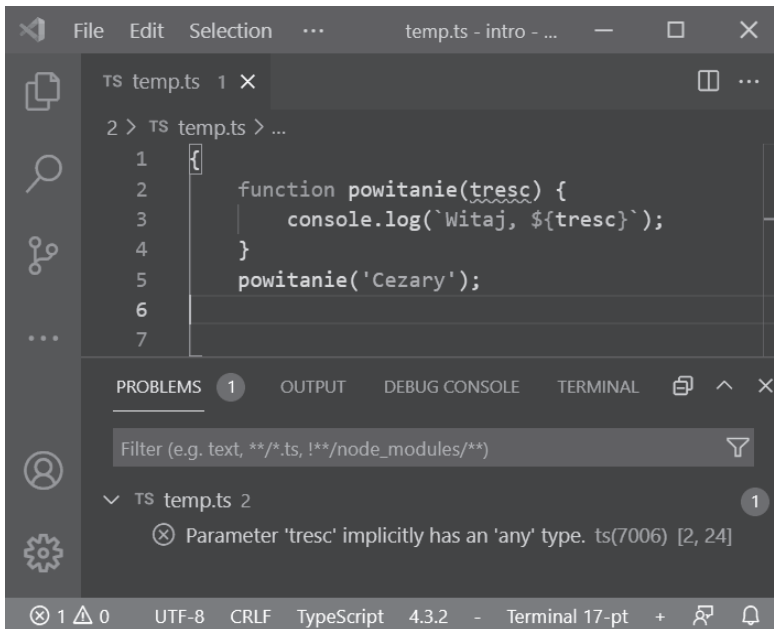 File Edit Selection ··· temp.ts - intro - ...
TS temp.ts 1
2 > TS temp.ts > ...
1 {
2 function powitanie(tresc) {
3 console.log(`Witaj, ${tresc}`);
4 }
5 powitanie('Cezary');
6
7
PROBLEMS 1 OUTPUT DEBUG CONSOLE TERMINAL
Filter (e.g. text, **/*.ts, !**/node_modules/**)
TS temp.ts 2 1
Parameter 'tresc' implicitly has an 'any' type. ts(7006) [2, 24]
1 0 UTF-8 CRLF TypeScript 4.3.2 - Terminal 17-pt +